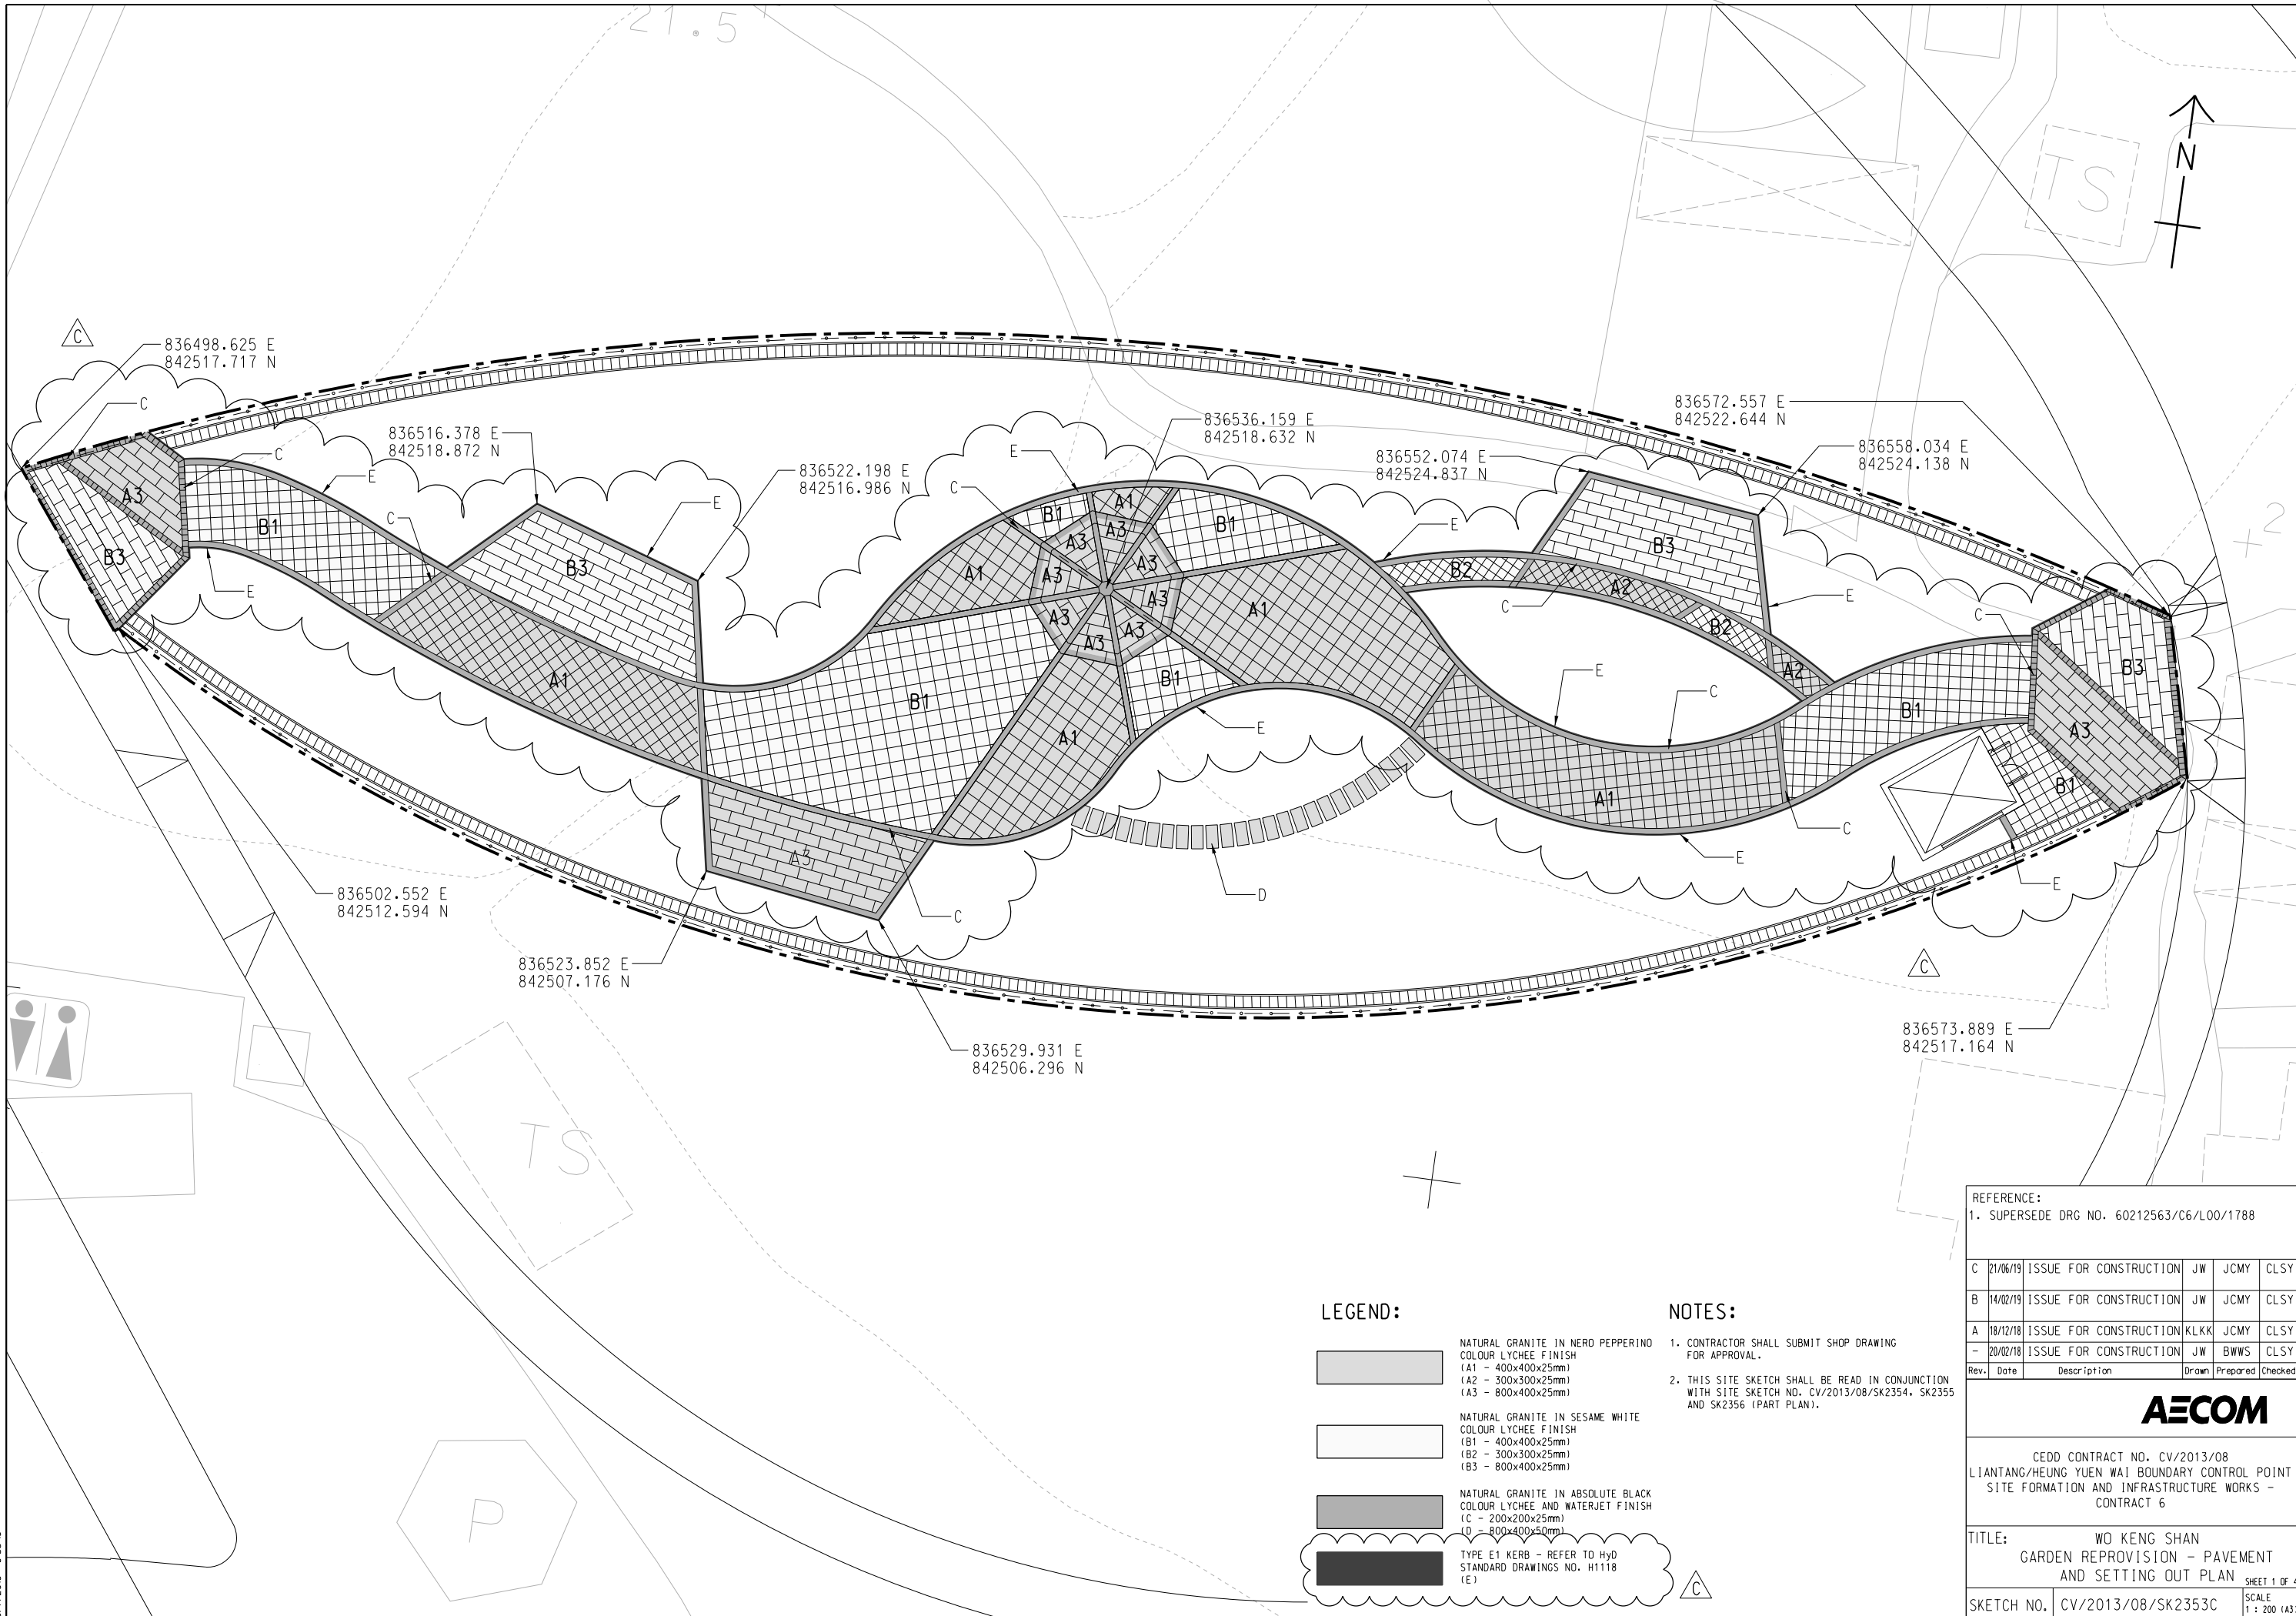 21.5
N
TS
C
836498.625 E
842517.717 N
C
C
836516.378 E
842518.872 N
E
C
836522.198 E
842516.986 N
E
E
C
836536.159 E
842518.632 N
836552.074 E
842524.837 N
E
836572.557 E
842522.644 N
836558.034 E
842524.138 N
A3
B3
B1
E
B3
A1
A1
B1
A1
B1
A3
A3
A3
A3
A3
A3
A3
A3
A1
B1
A1
B1
E
B2
A2
B2
A2
C
B3
E
C
E
C
B3
A3
B1
B1
A1
C
E
E
A3
C
D
+2
836502.552 E
842512.594 N
836523.852 E
842507.176 N
836529.931 E
842506.296 N
C
836573.889 E
842517.164 N
TS
P
LEGEND:
NATURAL GRANITE IN NERO PEPPERINO
COLOUR LYCHEE FINISH
(A1 - 400x400x25mm)
(A2 - 300x300x25mm)
(A3 - 800x400x25mm)
NATURAL GRANITE IN SESAME WHITE
COLOUR LYCHEE FINISH
(B1 - 400x400x25mm)
(B2 - 300x300x25mm)
(B3 - 800x400x25mm)
NATURAL GRANITE IN ABSOLUTE BLACK
COLOUR LYCHEE AND WATERJET FINISH
(C - 200x200x25mm)
(D - 800x400x50mm)
TYPE E1 KERB - REFER TO HyD
STANDARD DRAWINGS NO. H1118
(E)
C
NOTES:
1. CONTRACTOR SHALL SUBMIT SHOP DRAWING
FOR APPROVAL.
2. THIS SITE SKETCH SHALL BE READ IN CONJUNCTION
WITH SITE SKETCH NO. CV/2013/08/SK2354, SK2355
AND SK2356 (PART PLAN).
REFERENCE:
1. SUPERSEDE DRG NO. 60212563/C6/L00/1788
C 21/06/19 ISSUE FOR CONSTRUCTION JW JCMY CLSY
B 14/02/19 ISSUE FOR CONSTRUCTION JW JCMY CLSY
A 18/12/18 ISSUE FOR CONSTRUCTION KLKK JCMY CLSY
- 20/02/18 ISSUE FOR CONSTRUCTION JW BWWS CLSY
Rev. Date Description Drawn Prepared Checked
AECOM
CEDD CONTRACT NO. CV/2013/08
LIANTANG/HEUNG YUEN WAI BOUNDARY CONTROL POINT
SITE FORMATION AND INFRASTRUCTURE WORKS -
CONTRACT 6
TITLE: WO KENG SHAN
GARDEN REPROVISION - PAVEMENT
AND SETTING OUT PLAN SHEET 1 OF 4
SKETCH NO. CV/2013/08/SK2353C SCALE
1 : 200 (A3)